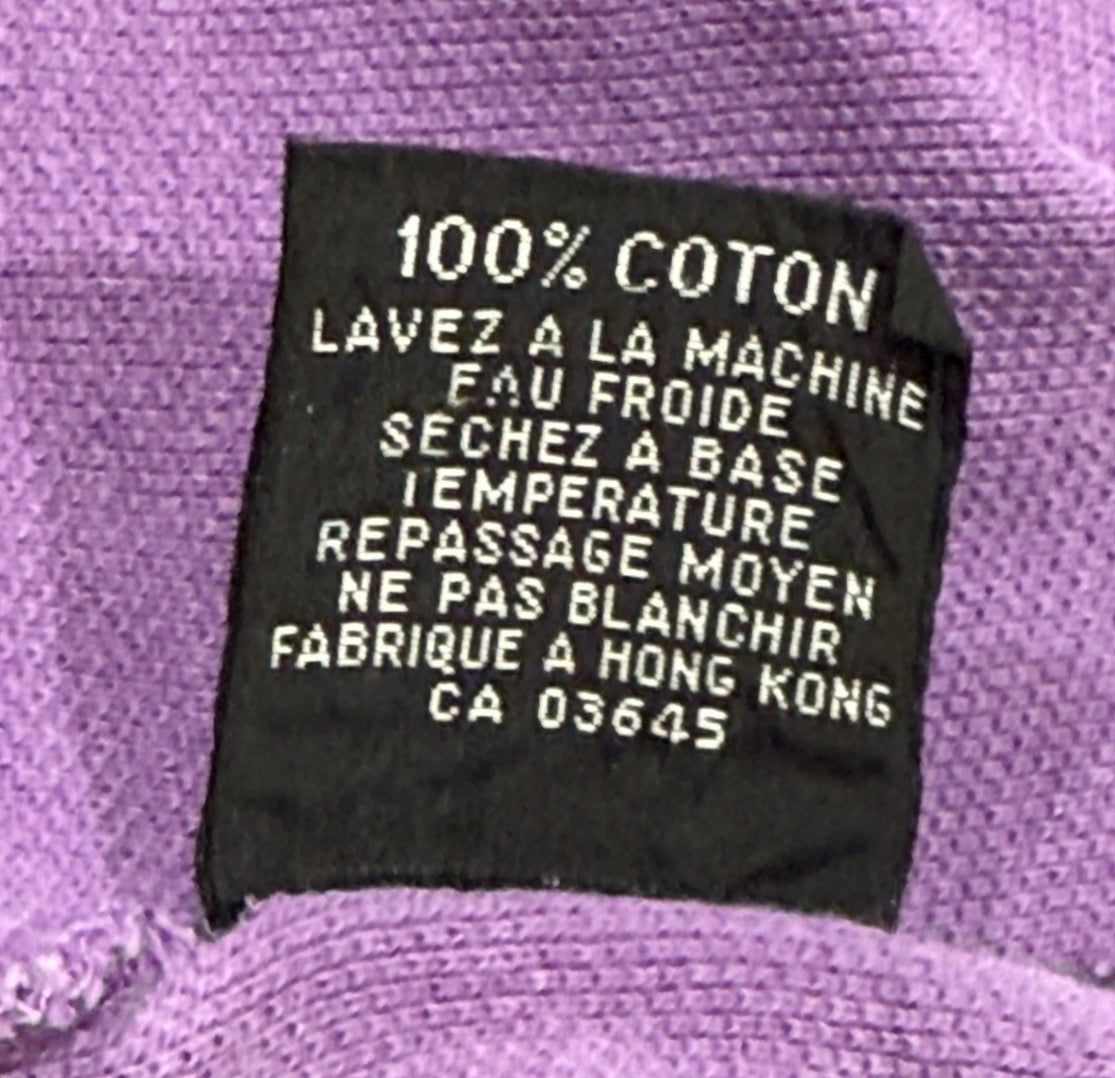 100% COTON
LAVEZ A LA MACHINE
EAU FROIDE
SECHEZ A BASE
TEMPERATURE
REPASSAGE MOYEN
NE PAS BLANCHIR
FABRIQUE A HONG KONG
CA 03645